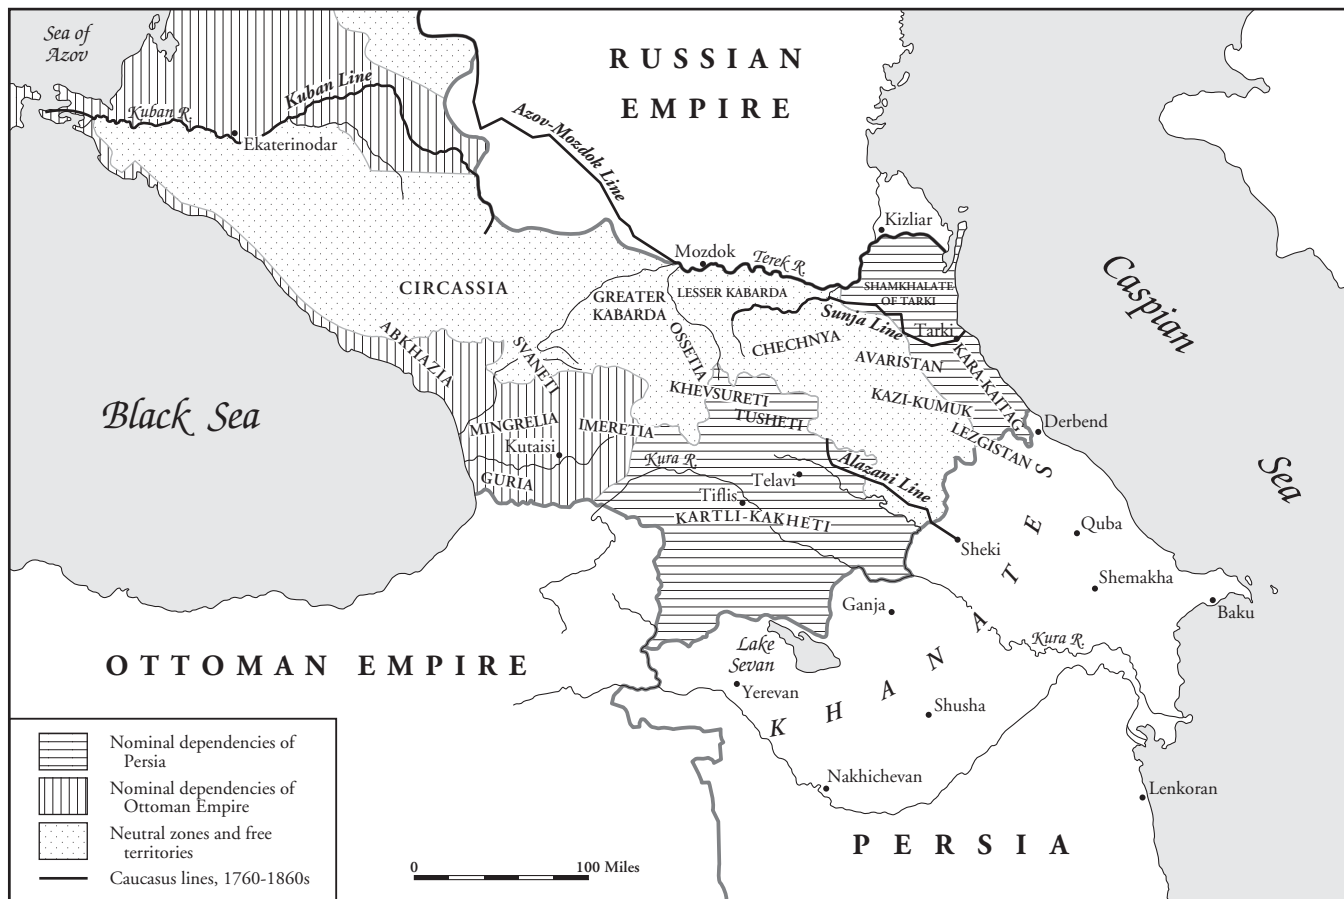 Sea of
Azov
RUSSIAN
EMPIRE
Kuban Line
Kuban R.
Azov-Mozdok Line
Ekaterinodar
Kizliar
Mozdok
Terek R.
Caspian
Sea
CIRCASSIA
GREATER
KABARDA
LESSER KABARDA
SHAMKHALATE
OF TARKI
Sunja Line
Tarki
ABKHAZIA
SVANETI
OSSETIA
CHECHNYA
AVARISTAN
KARA-KAITAG
Black Sea
KHEVSURETI
TUSHETI
KAZI-KUMUK
LEZGISTAN
Derbend
MINGRELIA
IMERETIA
Kutaisi
Kura R.
Alazani Line
GURIA
Telavi
Tiflis
KARTLI-KAKHETI
Quba
Sheki
Shemakha
Ganja
Baku
Kura R.
OTTOMAN EMPIRE
Lake
Sevan
Yerevan
KHANATES
Shusha
Nakhichevan
Lenkoran
PERSIA
Nominal dependencies of
Persia
Nominal dependencies of
Ottoman Empire
Neutral zones and free
territories
Caucasus lines, 1760-1860s
0 100 Miles